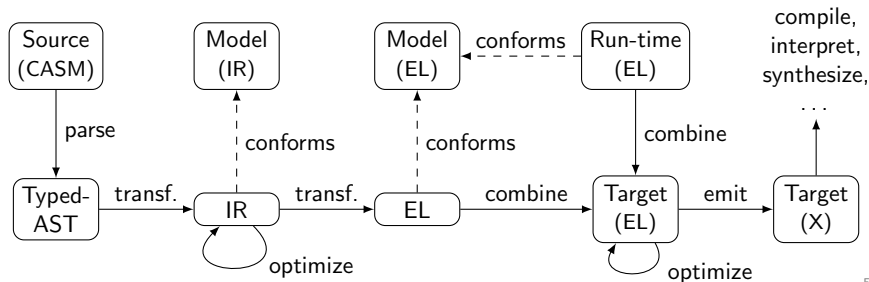 Source
(CASM)
Model
(IR)
Model
(EL)
conforms
Run-time
(EL)
compile,
interpret,
synthesize,
...
parse
conforms
conforms
combine
Typed-
AST
transf.
IR
transf.
EL
combine
Target
(EL)
emit
Target
(X)
optimize
optimize
5